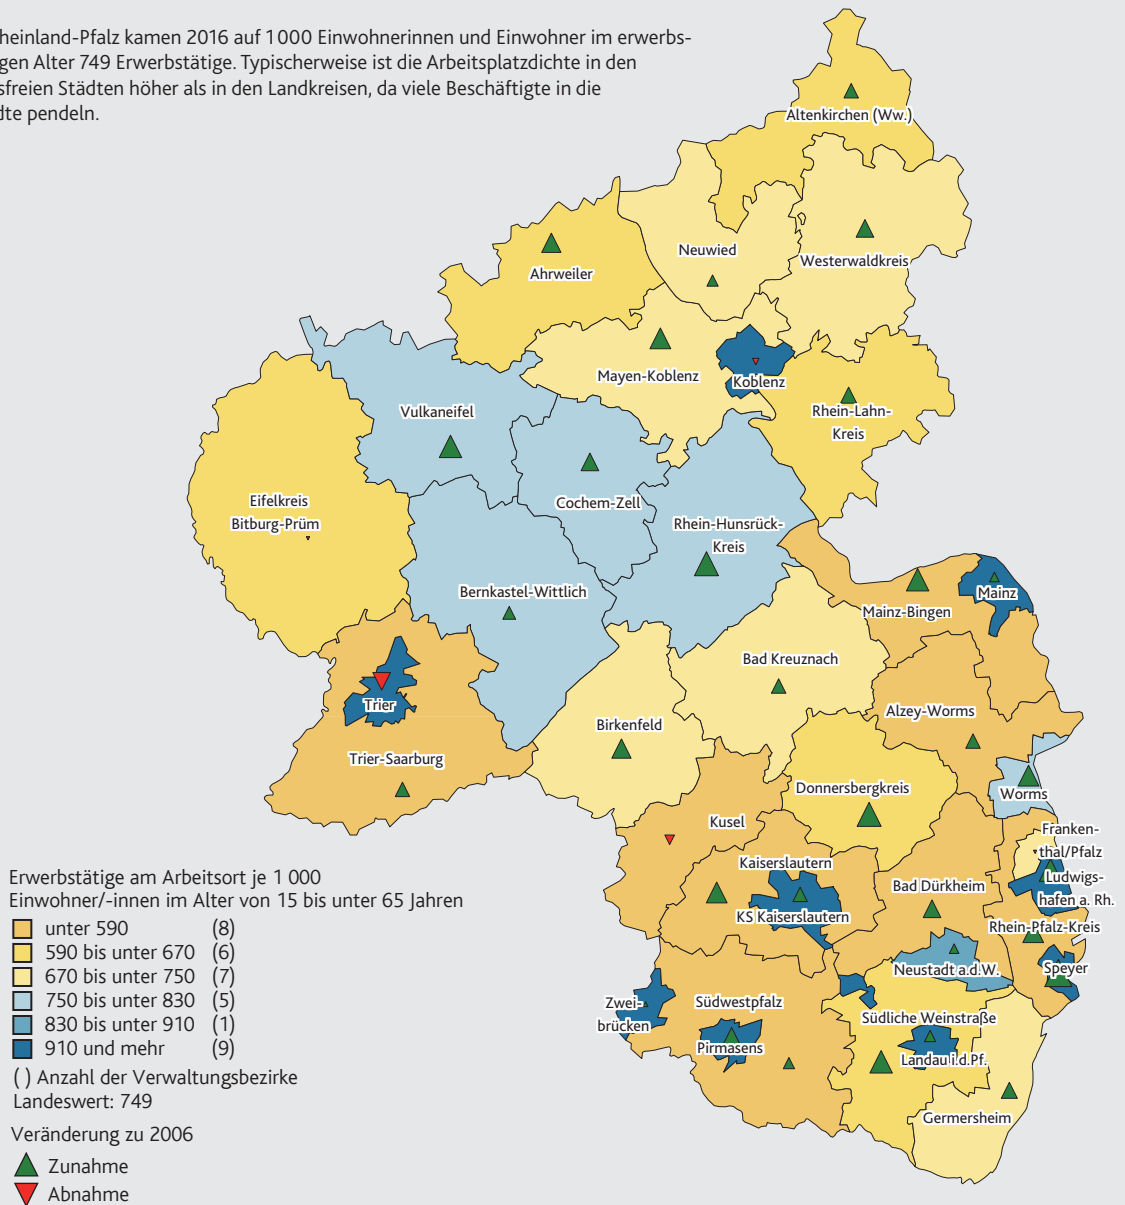 heinland-Pfalz kamen 2016 auf 1 000 Einwohnerinnen und Einwohner im erwerbs-
gen Alter 749 Erwerbstätige. Typischerweise ist die Arbeitsplatzdichte in den
sfreien Städten höher als in den Landkreisen, da viele Beschäftigte in die
dte pendeln.
Altenkirchen (Ww.)
Neuwied
Westerwaldkreis
Ahrweiler
Mayen-Koblenz
Koblenz
Vulkaneifel
Rhein-Lahn-
Kreis
Eifelkreis
Bitburg-Prüm
Cochem-Zell
Rhein-Hunsrück-
Kreis
Bernkastel-Wittlich
Mainz-Bingen
Mainz
Bad Kreuznach
Trier
Birkenfeld
Alzey-Worms
Trier-Saarburg
Donnersbergkreis
Worms
Kusel
Franken-
thal/Pfalz
Kaiserslautern
Ludwigs-
hafen a. Rh.
Bad Dürkheim
KS Kaiserslautern
Rhein-Pfalz-Kreis
Neustadt a.d.W.
Speyer
Zwei-
brücken
Südwestpfalz
Südliche Weinstraße
Pirmasens
Landau i.d.Pf.
Germersheim
Erwerbstätige am Arbeitsort je 1 000
Einwohner/-innen im Alter von 15 bis unter 65 Jahren
unter 590 (8)
590 bis unter 670 (6)
670 bis unter 750 (7)
750 bis unter 830 (5)
830 bis unter 910 (1)
910 und mehr (9)
( ) Anzahl der Verwaltungsbezirke
Landeswert: 749
Veränderung zu 2006
Zunahme
Abnahme